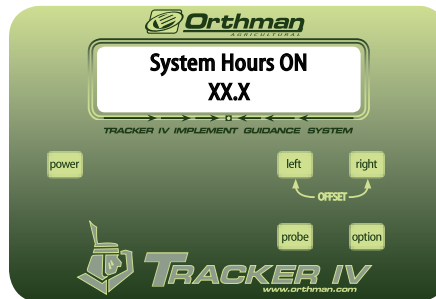 Orthman
AGRICULTURAL
System Hours ON
XX.X
TRACKER IV IMPLEMENT GUIDANCE SYSTEM
power
left
right
OFFSET
probe
option
TRACKER IV
www.orthman.com